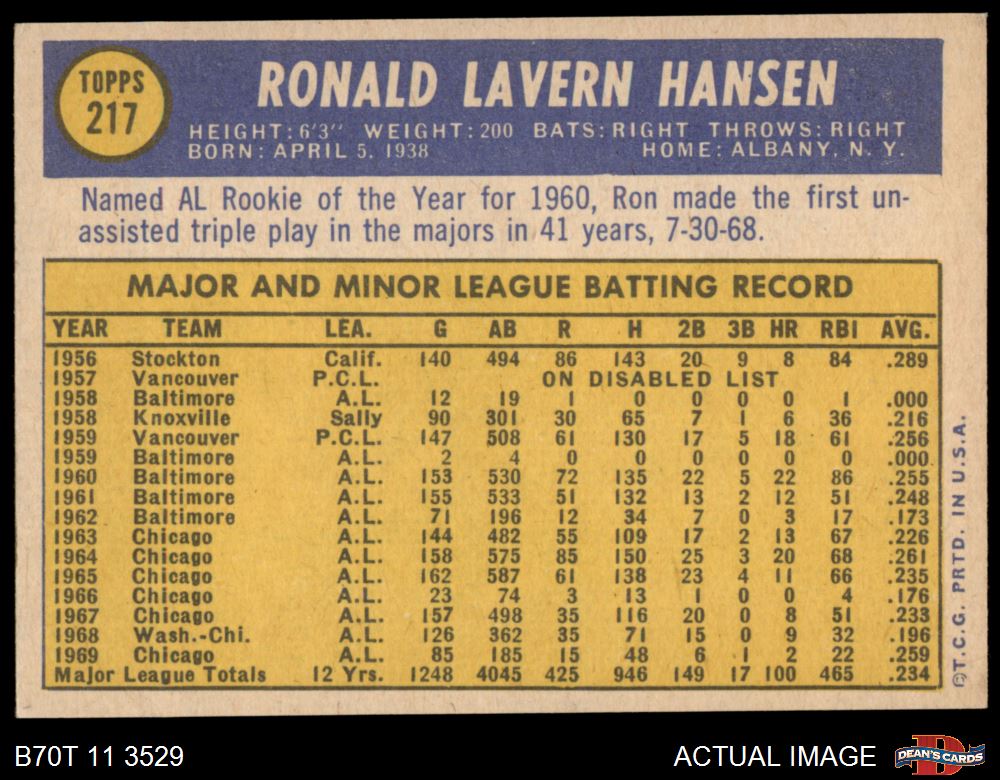 TOPPS
217
RONALD LAVERN HANSEN
HEIGHT: 6'3" WEIGHT: 200 BATS: RIGHT THROWS: RIGHT
BORN: APRIL 5, 1938 HOME: ALBANY, N. Y.
Named AL Rookie of the Year for 1960, Ron made the first un-
assisted triple play in the majors in 41 years, 7-30-68.
MAJOR AND MINOR LEAGUE BATTING RECORD
YEAR TEAM LEA. G AB R H 2B 3B HR RBI AVG.
1956 Stockton Calif. 140 494 86 143 20 9 8 84 .289
1957 Vancouver P.C.L. ON DISABLED LIST
1958 Baltimore A.L. 12 19 1 0 0 0 0 1 .000
1958 Knoxville Sally 90 301 30 65 7 1 6 36 .216
1959 Vancouver P.C.L. 147 508 61 130 17 5 18 61 .256
1959 Baltimore A.L. 2 4 0 0 0 0 0 0 .000
1960 Baltimore A.L. 153 530 72 135 22 5 22 86 .255
1961 Baltimore A.L. 155 533 51 132 13 2 12 51 .248
1962 Baltimore A.L. 71 196 12 34 7 0 3 17 .173
1963 Chicago A.L. 144 482 55 109 17 2 13 67 .226
1964 Chicago A.L. 158 575 85 150 25 3 20 68 .261
1965 Chicago A.L. 162 587 61 138 23 4 11 66 .235
1966 Chicago A.L. 23 74 3 13 1 0 0 4 .176
1967 Chicago A.L. 157 498 35 116 20 0 8 51 .233
1968 Wash.-Chi. A.L. 126 362 35 71 15 0 9 32 .196
1969 Chicago A.L. 85 185 15 48 6 1 2 22 .259
Major League Totals 12 Yrs. 1248 4045 425 946 149 17 100 465 .234
©T.C.G. PRTD. IN U.S.A.
B70T 11 3529
ACTUAL IMAGE
D
DEAN'S CARDS